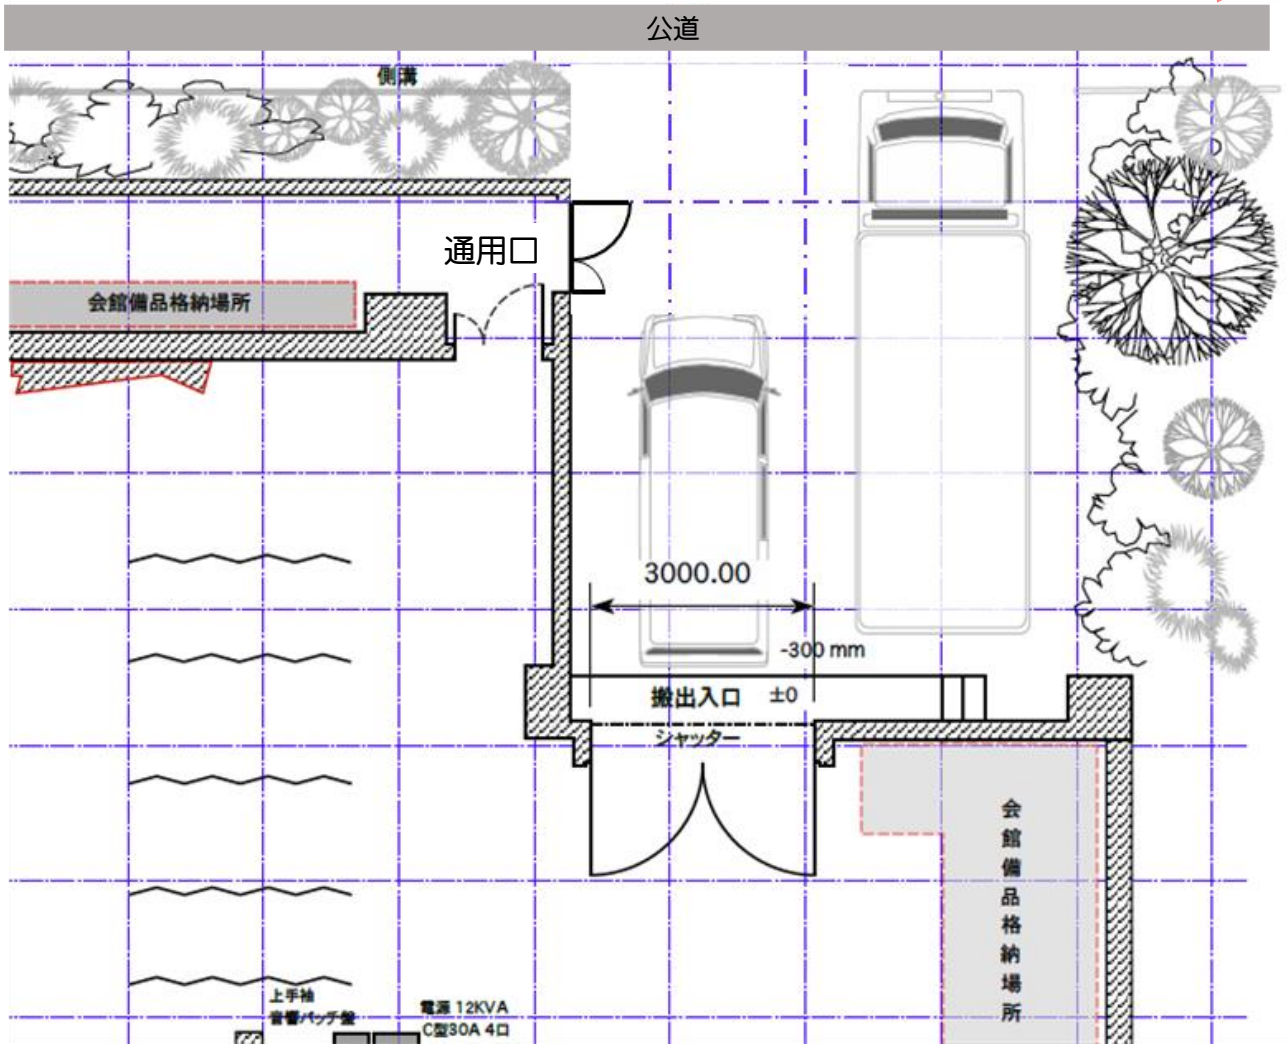 公道
側溝
通用口
会館備品格納場所
3000.00
-300 mm
搬出入口 ±0
シャッター
会館備品格納場所
上手袖
音響パッチ盤
電源 12KVA
C型30A 4口